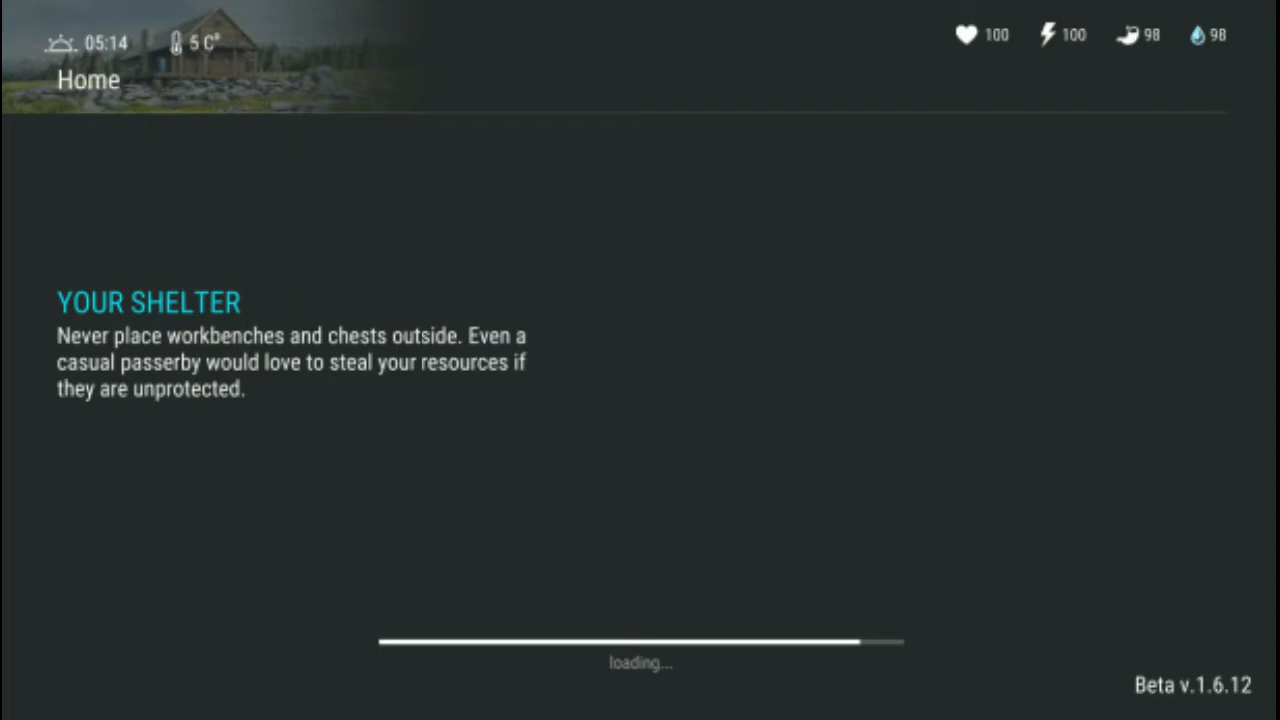 05:14 5 C° 100 100 98 98
Home
YOUR SHELTER
Never place workbenches and chests outside. Even a
casual passerby would love to steal your resources if
they are unprotected.
loading...
Beta v.1.6.12